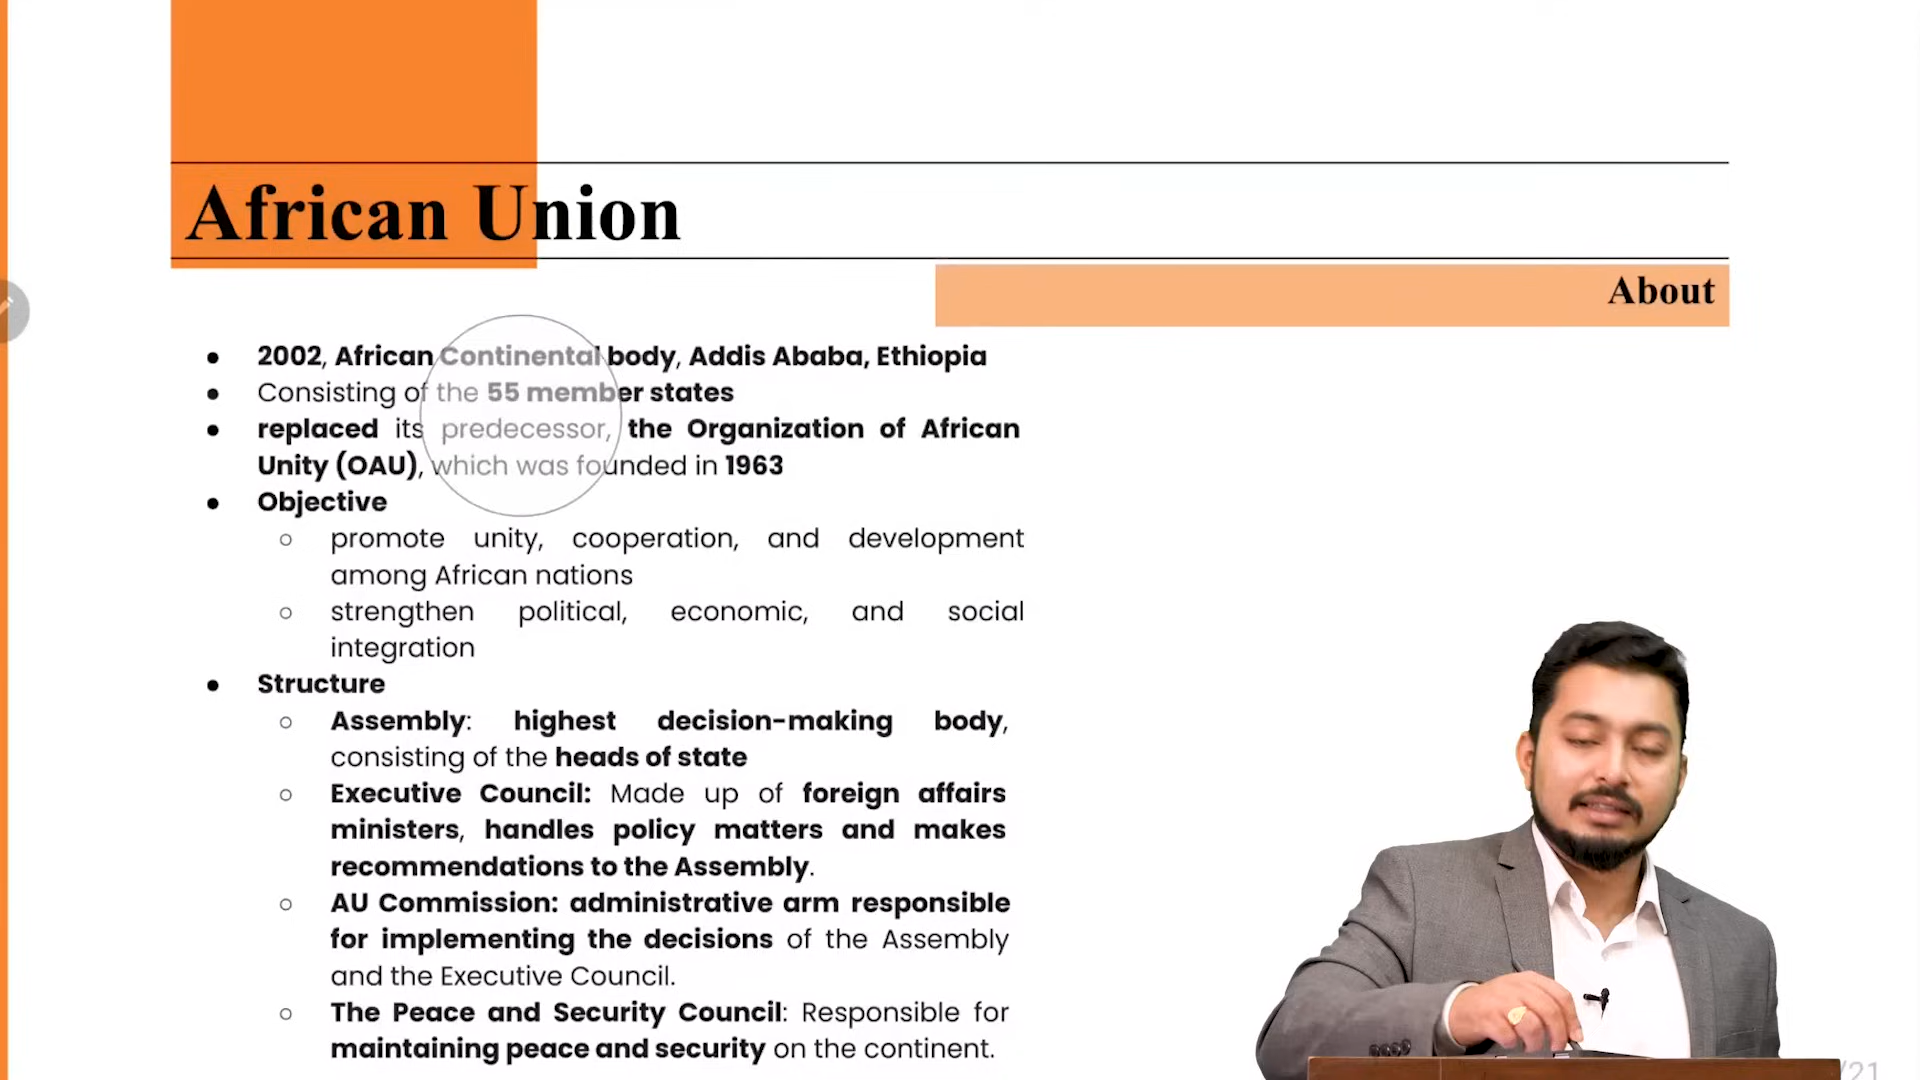 African Union
About
● 2002, African Continental body, Addis Ababa, Ethiopia
● Consisting of the 55 member states
● replaced its predecessor, the Organization of African
Unity (OAU), which was founded in 1963
● Objective
○ promote unity, cooperation, and development
among African nations
○ strengthen political, economic, and social
integration
● Structure
○ Assembly: highest decision-making body,
consisting of the heads of state
○ Executive Council: Made up of foreign affairs
ministers, handles policy matters and makes
recommendations to the Assembly.
○ AU Commission: administrative arm responsible
for implementing the decisions of the Assembly
and the Executive Council.
○ The Peace and Security Council: Responsible for
maintaining peace and security on the continent.
/21